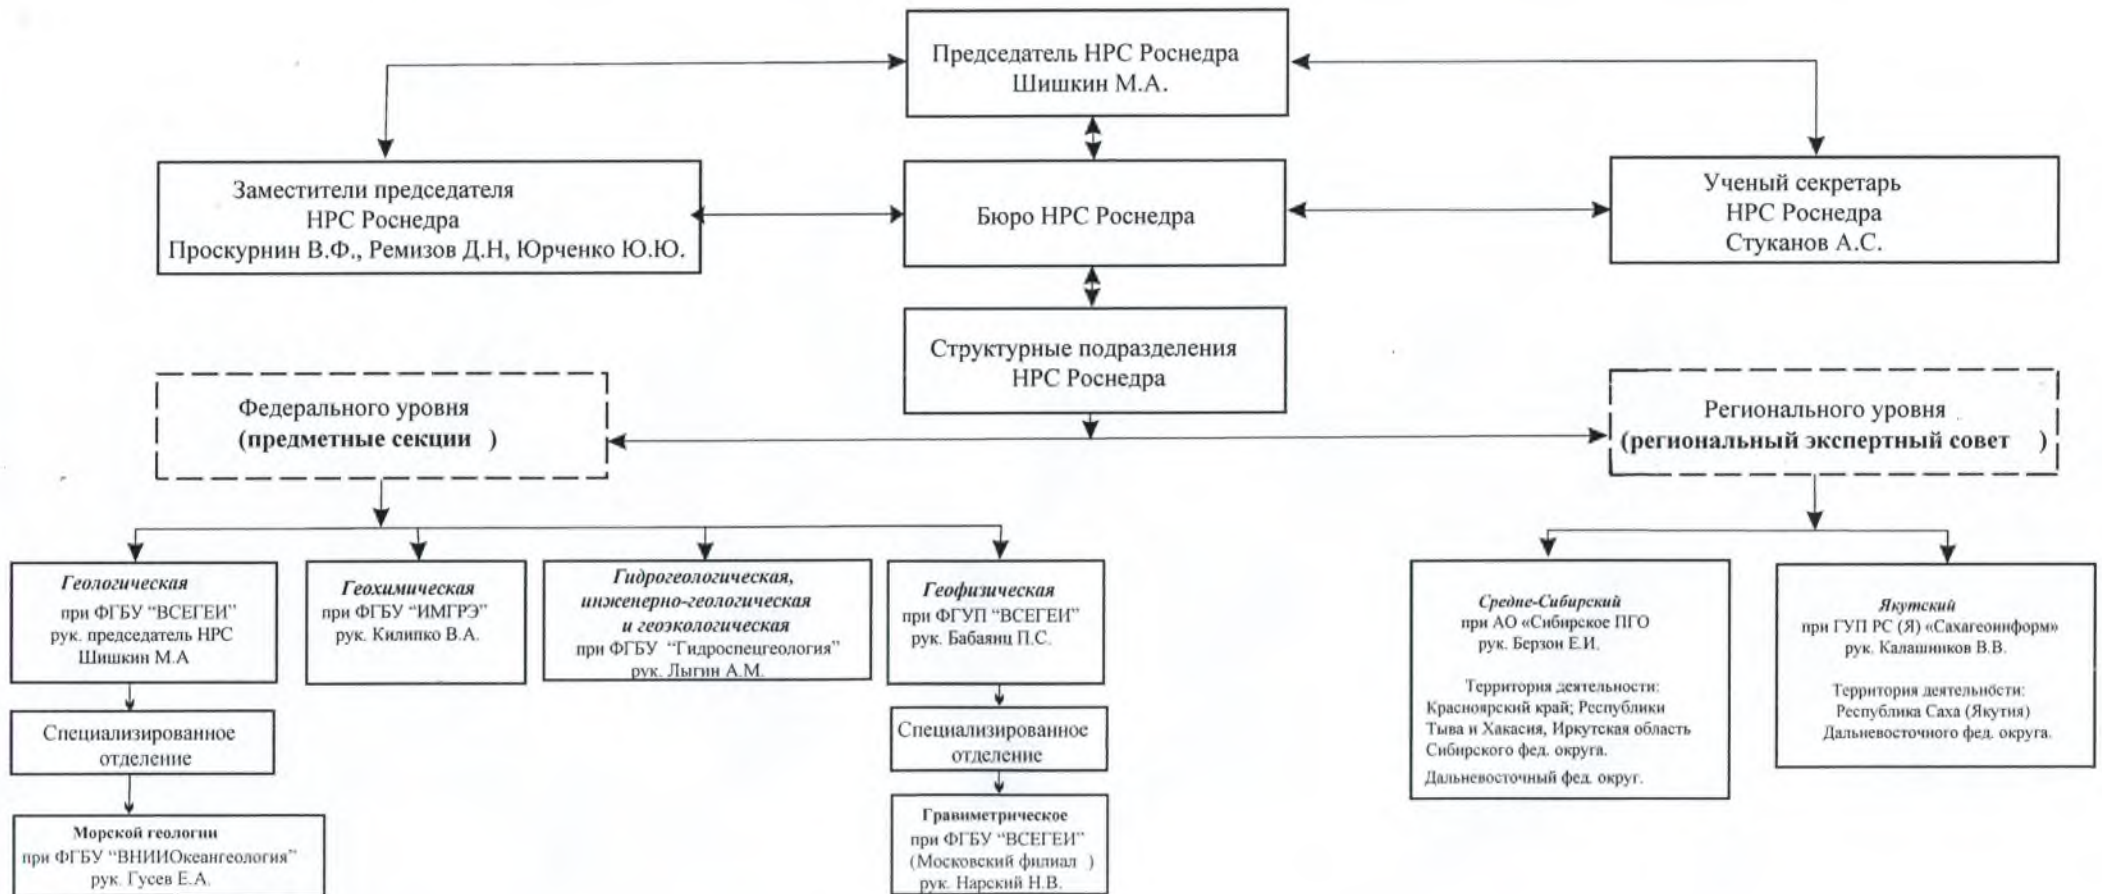 Председатель НРС Роснедра
Шишкин М.А.
Заместители председателя
НРС Роснедра
Проскурнин В.Ф., Ремизов Д.Н, Юрченко Ю.Ю.
Бюро НРС Роснедра
Ученый секретарь
НРС Роснедра
Стуканов А.С.
Структурные подразделения
НРС Роснедра
Федерального уровня
(предметные секции )
Регионального уровня
(региональный экспертный совет )
Геологическая
при ФГБУ “ВСЕГЕИ”
рук. председатель НРС
Шишкин М.А
Геохимическая
при ФГБУ “ИМГРЭ”
рук. Килипко В.А.
Гидрогеологическая,
инженерно-геологическая
и геоэкологическая
при ФГБУ “Гидроспецгеология”
рук. Лыгин А.М.
Геофизическая
при ФГУП “ВСЕГЕИ”
рук. Бабаянц П.С.
Средне-Сибирский
при АО «Сибирское ПГО
рук. Берзон Е.И.
Территория деятельности:
Красноярский край; Республики
Тыва и Хакасия, Иркутская область
Сибирского фед. округа.
Дальневосточный фед. округ.
Якутский
при ГУП РС (Я) «Сахагеоинформ»
рук. Калашников В.В.
Территория деятельности:
Республика Саха (Якутия)
Дальневосточного фед. округа.
Специализированное
отделение
Специализированное
отделение
Морской геологии
при ФГБУ “ВНИИОкеангеология”
рук. Гусев Е.А.
Гравиметрическое
при ФГБУ “ВСЕГЕИ”
(Московский филиал )
рук. Нарский Н.В.